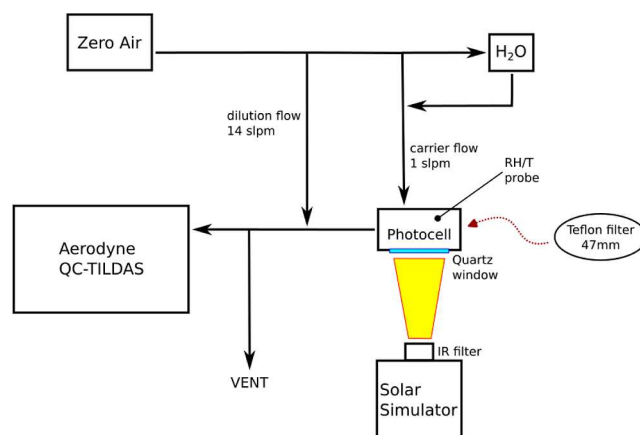 Zero Air
H₂O
dilution flow
14 slpm
carrier flow
1 slpm
RH/T
probe
Photocell
Teflon filter
47mm
Aerodyne
QC-TILDAS
Quartz
window
IR filter
VENT
Solar
Simulator